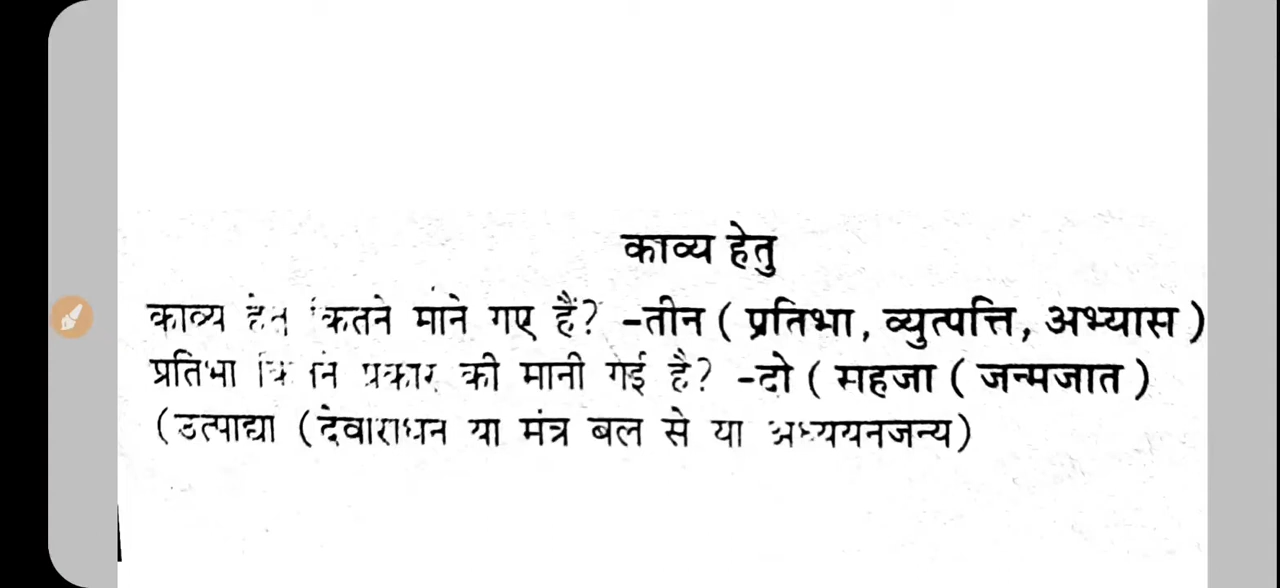 काव्य हेतु
काव्य हेतु कितने माने गए हैं? -तीन ( प्रतिभा, व्युत्पत्ति, अभ्यास )
प्रतिभा कितने प्रकार की मानी गई है? -दो ( सहजा ( जन्मजात )
(उत्पाद्या (देवाराधन या मंत्र बल से या अध्ययनजन्य)